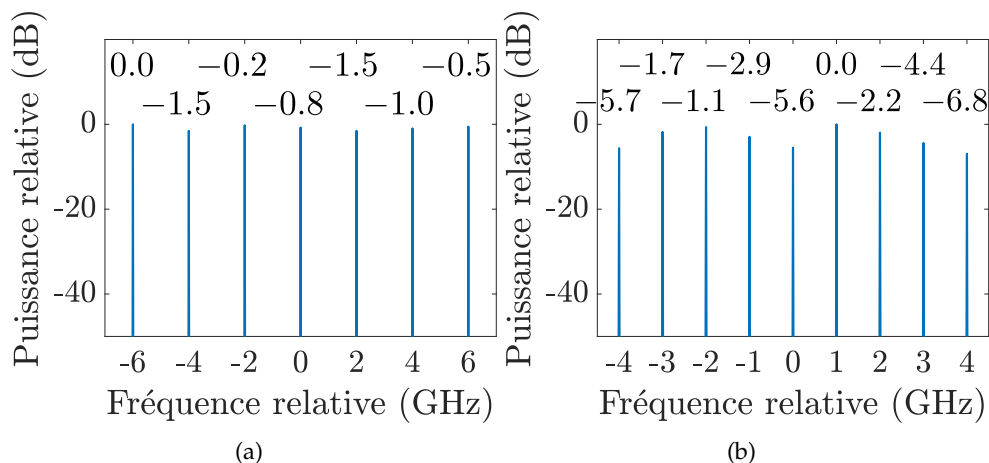 Puissance relative (dB)
0.0 −0.2 −1.5 −0.5
−1.5 −0.8 −1.0
0
-20
-40
-6 -4 -2 0 2 4 6
Fréquence relative (GHz)
(a)
Puissance relative (dB)
−1.7 −2.9 0.0 −4.4
−5.7 −1.1 −5.6 −2.2 −6.8
0
-20
-40
-4 -3 -2 -1 0 1 2 3 4
Fréquence relative (GHz)
(b)